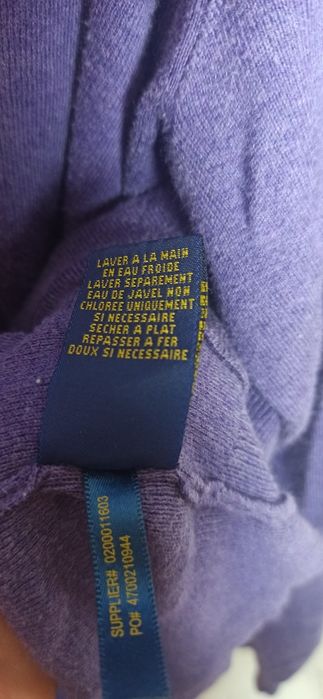 LAVER A LA MAIN
EN EAU FROIDE
LAVER SEPAREMENT
EAU DE JAVEL NON
CHLOREE UNIQUEMENT
SI NECESSAIRE
SECHER A PLAT
REPASSER A FER
DOUX SI NECESSAIRE
SUPPLIER# 0200011603
PO# 4700210944